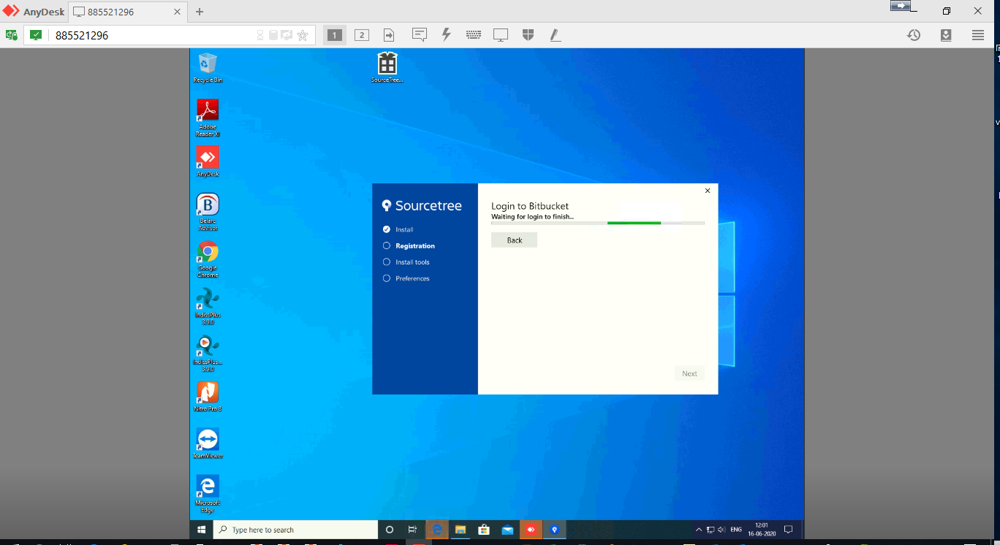 AnyDesk
885521296
885521296
1
2
Recycle Bin
SourceTree...
Adobe
Reader XI
AnyDesk
B
Belarc
Advisor
Google
Chrome
IndissPlus
3.9.0
IndissPlus...
3.9.0
Nitro Pro 8
TeamViewer
Microsoft
Edge
Sourcetree
Install
Registration
Install tools
Preferences
Login to Bitbucket
Waiting for login to finish...
Back
Next
Type here to search
ENG
12:01
16-06-2020